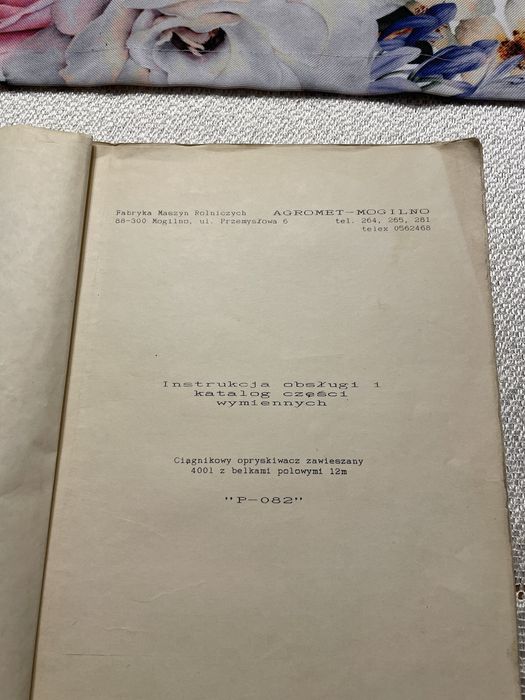 Fabryka Maszyn Rolniczych AGROMET-MOGILNO
88-300 Mogilno, ul. Przemysłowa 6 tel. 264, 265, 281
telex 0562468
Instrukcja obsługi i
katalog części
wymiennych
Ciągnikowy opryskiwacz zawieszany
400l z belkami polowymi 12m
"P-082"